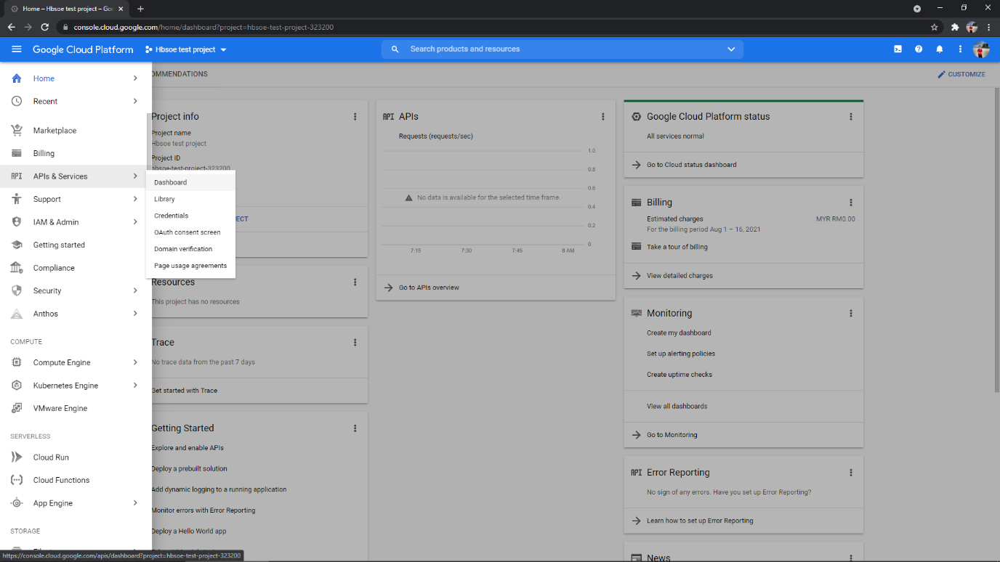 Home – Hbsoe test project – Goo
console.cloud.google.com/home/dashboard?project=hbsoe-test-project-323200
Google Cloud Platform
Hbsoe test project
Search products and resources
Home
Recent
Marketplace
Billing
API
APIs & Services
Support
IAM & Admin
Getting started
Compliance
Security
Anthos
COMPUTE
Compute Engine
Kubernetes Engine
VMware Engine
SERVERLESS
Cloud Run
Cloud Functions
App Engine
STORAGE
Dashboard
Library
Credentials
OAuth consent screen
Domain verification
Page usage agreements
OMMENDATIONS
CUSTOMIZE
Project info
Project name
Hbsoe test project
Project ID
hbsoe-test-project-323200
ECT
Resources
This project has no resources
Trace
No trace data from the past 7 days
Get started with Trace
Getting Started
Explore and enable APIs
Deploy a prebuilt solution
Add dynamic logging to a running application
Monitor errors with Error Reporting
Deploy a Hello World app
API APIs
Requests (requests/sec)
1.0
0.8
0.6
No data is available for the selected time frame.
0.4
0.2
0
7:15 7:30 7:45 8 AM
Go to APIs overview
Google Cloud Platform status
All services normal
Go to Cloud status dashboard
Billing
Estimated charges MYR RM0.00
For the billing period Aug 1 – 16, 2021
Take a tour of billing
View detailed charges
Monitoring
Create my dashboard
Set up alerting policies
Create uptime checks
View all dashboards
Go to Monitoring
API Error Reporting
No sign of any errors. Have you set up Error Reporting?
Learn how to set up Error Reporting
News
https://console.cloud.google.com/apis/dashboard?project=hbsoe-test-project-323200